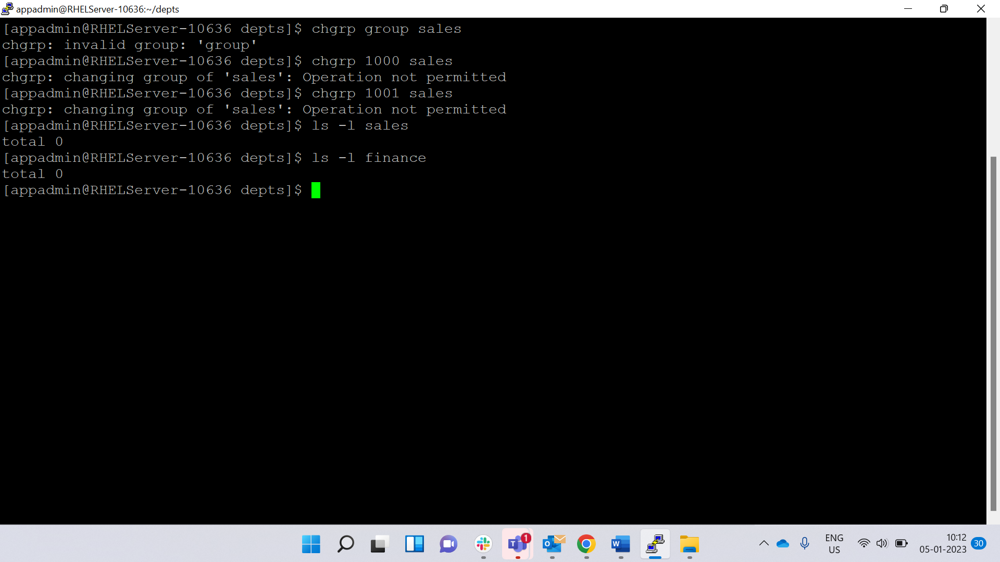 appadmin@RHELServer-10636:~/depts
[appadmin@RHELServer-10636 depts]$ chgrp group sales
chgrp: invalid group: 'group'
[appadmin@RHELServer-10636 depts]$ chgrp 1000 sales
chgrp: changing group of 'sales': Operation not permitted
[appadmin@RHELServer-10636 depts]$ chgrp 1001 sales
chgrp: changing group of 'sales': Operation not permitted
[appadmin@RHELServer-10636 depts]$ ls -l sales
total 0
[appadmin@RHELServer-10636 depts]$ ls -l finance
total 0
[appadmin@RHELServer-10636 depts]$
T 1
O
W
ENG
US
10:12
05-01-2023
30